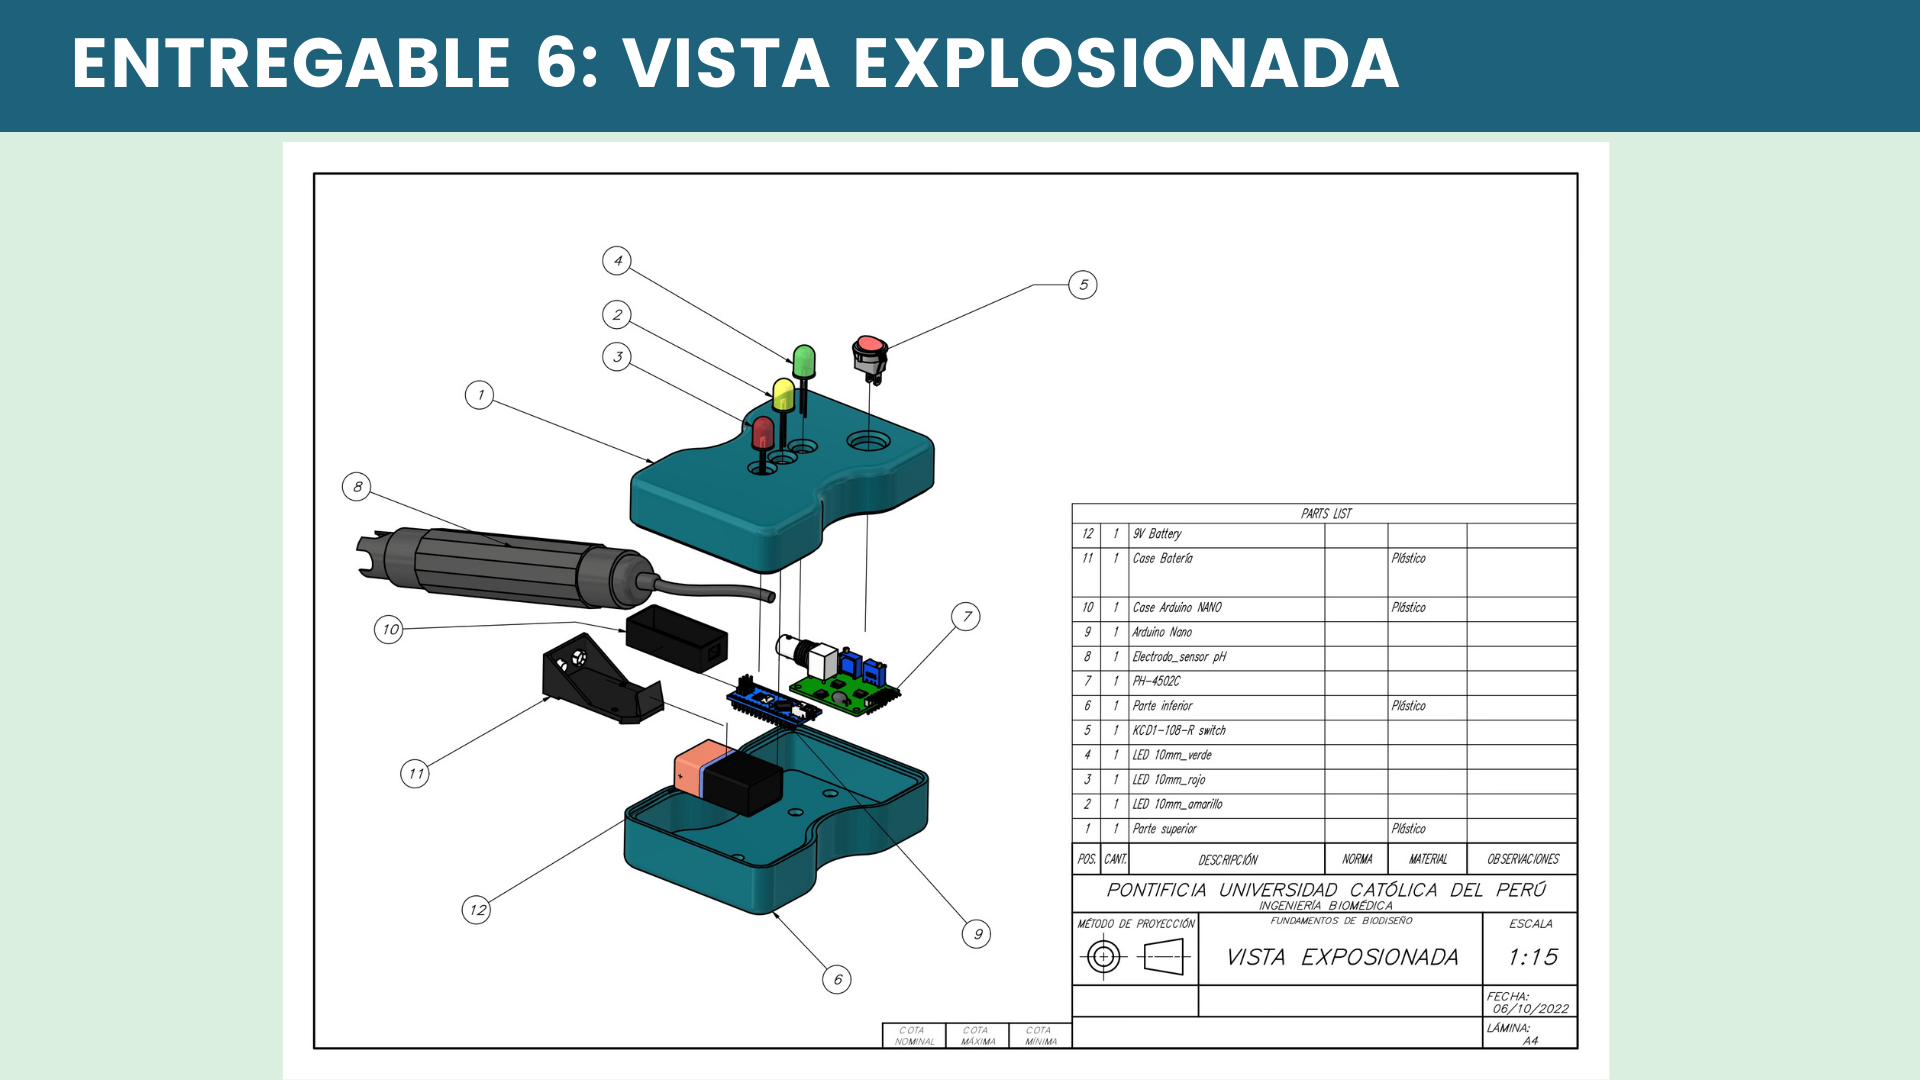 ENTREGABLE 6: VISTA EXPLOSIONADA
4
5
2
3
1
8
7
10
11
12
9
6
PARTS LIST
12 1 9V Battery
11 1 Case Batería Plástico
10 1 Case Arduino NANO Plástico
9 1 Arduino Nano
8 1 Electrodo_sensor pH
7 1 PH-4502C
6 1 Parte inferior Plástico
5 1 KCD1-108-R switch
4 1 LED 10mm_verde
3 1 LED 10mm_rojo
2 1 LED 10mm_amarillo
1 1 Parte superior Plástico
POS. CANT. DESCRIPCIÓN NORMA MATERIAL OBSERVACIONES
PONTIFICIA UNIVERSIDAD CATÓLICA DEL PERÚ
INGENIERÍA BIOMÉDICA
MÉTODO DE PROYECCIÓN FUNDAMENTOS DE BIODISEÑO ESCALA
VISTA EXPOSIONADA 1:15
FECHA:
06/10/2022
LÁMINA:
A4
COTA NOMINAL COTA MÁXIMA COTA MÍNIMA